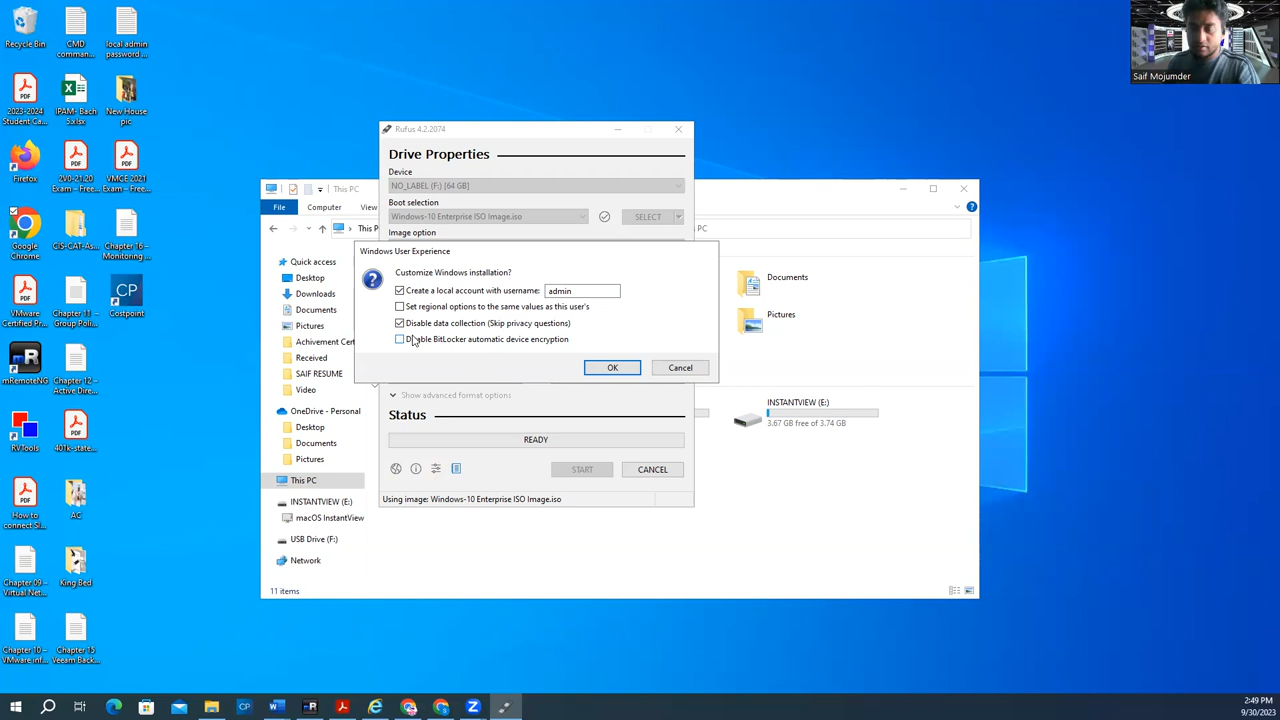 Recycle Bin
CMD
comman...
local admin
password ...
2023-2024
Student Ca...
IPAM- Bach
5.xlsx
New House
pic
Firefox
2V0-21.20
Exam – Free...
VMCE 2021
Exam – Free...
Google
Chrome
CIS-CAT-As...
Chapter 16 –
Monitoring ...
VMware
Certified Pr...
Chapter 11
–Group Poli...
Costpoint
mRemoteNG
Chapter 12
–Active Dire...
RVTools
401k-state...
How to
connect Sl...
AC
Chapter 09
–Virtual Net...
King Bed
Chapter 10
–VMware inf...
Chapter 15
Veeam Back...
Saif Mojumder
Rufus 4.2.2074
Drive Properties
Device
NO_LABEL (F:) [64 GB]
Boot selection
Windows-10 Enterprise ISO Image.iso
SELECT
Image option
Windows User Experience
Customize Windows installation?
Create a local account with username:
admin
Set regional options to the same values as this user's
Disable data collection (Skip privacy questions)
Disable BitLocker automatic device encryption
OK
Cancel
Show advanced format options
Status
READY
START
CANCEL
Using image: Windows-10 Enterprise ISO Image.iso
This PC
File
Computer
View
This P
PC
Quick access
Desktop
Downloads
Documents
Pictures
Achivement Cert
Received
SAIF RESUME
Video
OneDrive - Personal
Desktop
Documents
Pictures
This PC
INSTANTVIEW (E:)
macOS InstantView
USB Drive (F:)
Network
Documents
Pictures
INSTANTVIEW (E:)
3.67 GB free of 3.74 GB
11 items
2:49 PM
9/30/2023